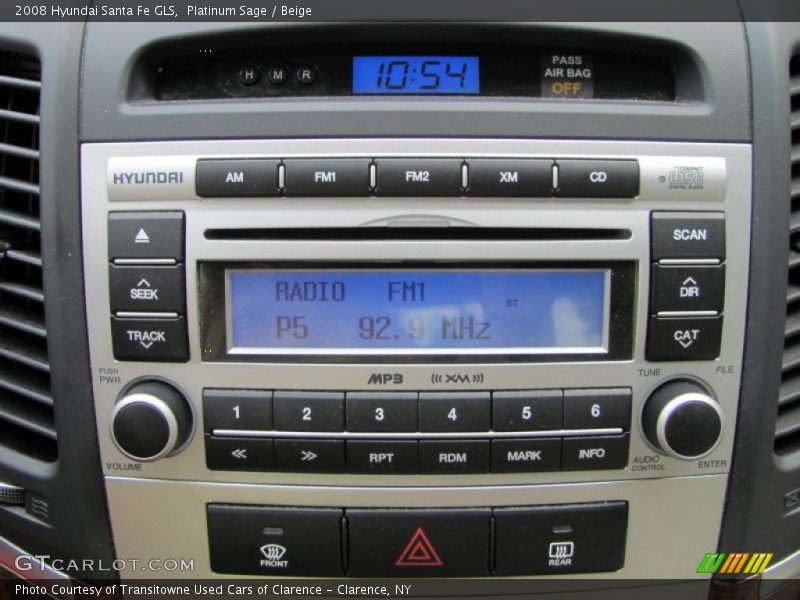 2008 Hyundai Santa Fe GLS, Platinum Sage / Beige
H M R
10:54
PASS
AIR BAG
OFF
HYUNDAI AM FM1 FM2 XM CD
COMPACT
disc
DIGITAL AUDIO
SCAN
SEEK
TRACK
RADIO FM1
ST
P5 92.9 MHz
DIR
CAT
PUSH
PWR
MP3 ((( XM )))
TUNE FILE
1 2 3 4 5 6
<< >> RPT RDM MARK INFO
VOLUME
AUDIO
CONTROL
ENTER
FRONT
REAR
GTCARLOT.COM
Photo Courtesy of Transitowne Used Cars of Clarence - Clarence, NY